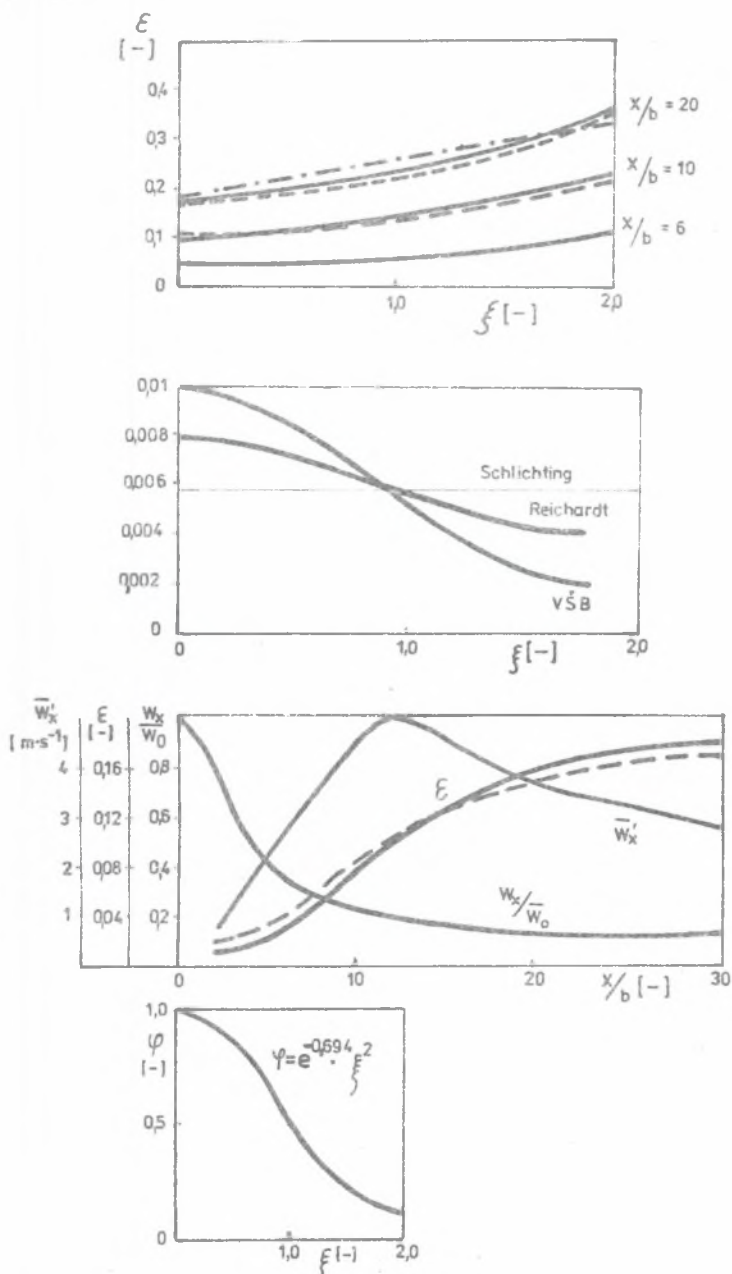 ε
[-]
0,4
0,3
0,2
0,1
0
x/b = 20
x/b = 10
x/b = 6
1,0
2,0
ξ [-]
0,01
0,008
0,006
0,004
0,002
0
Schlichting
Reichardt
VŠB
0
1,0
2,0
ξ [-]
w̅x'
[m·s⁻¹]
ε
[-]
wx
w̅0
4
0,16
0,8
3
0,12
0,6
2
0,08
0,4
1
0,04
0,2
ε
w̅x'
wx/w̅0
0
10
20
30
x/b [-]
1,0
φ
[-]
0,5
0
φ=e^-0,694·ξ²
1,0
2,0
ξ [-]